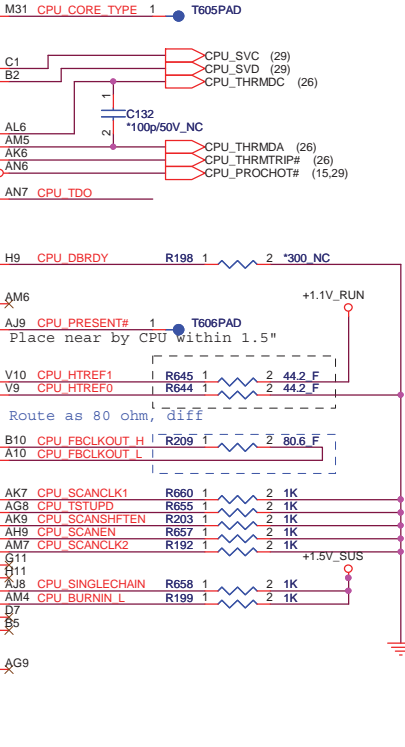 M31 CPU_CORE_TYPE 1 T605PAD
C1 CPU_SVC (29)
B2 CPU_SVD (29)
CPU_THRMDC (26)
1
C132
*100p/50V_NC
2
AL6
AM5 CPU_THRMDA (26)
AK6 CPU_THRMTRIP# (26)
AN6 CPU_PROCHOT# (15,29)
AN7 CPU_TDO
H9 CPU_DBRDY R198 1 2 *300_NC
AM6 +1.1V_RUN
AJ9 CPU_PRESENT# 1 T606PAD
Place near by CPU within 1.5"
V10 CPU_HTREF1 R645 1 2 44.2_F
V9 CPU_HTREF0 R644 1 2 44.2_F
Route as 80 ohm, diff
B10 CPU_FBCLKOUT_H R209 1 2 80.6_F
A10 CPU_FBCLKOUT_L
AK7 CPU_SCANCLK1 R660 1 2 1K
AG8 CPU_TSTUPD R655 1 2 1K
AK9 CPU_SCANSHFTEN R203 1 2 1K
AH9 CPU_SCANEN R657 1 2 1K
AM7 CPU_SCANCLK2 R192 1 2 1K
G11 +1.5V_SUS
H11
AJ8 CPU_SINGLECHAIN R658 1 2 1K
AM4 CPU_BURNIN_L R199 1 2 1K
D7
B5
AG9